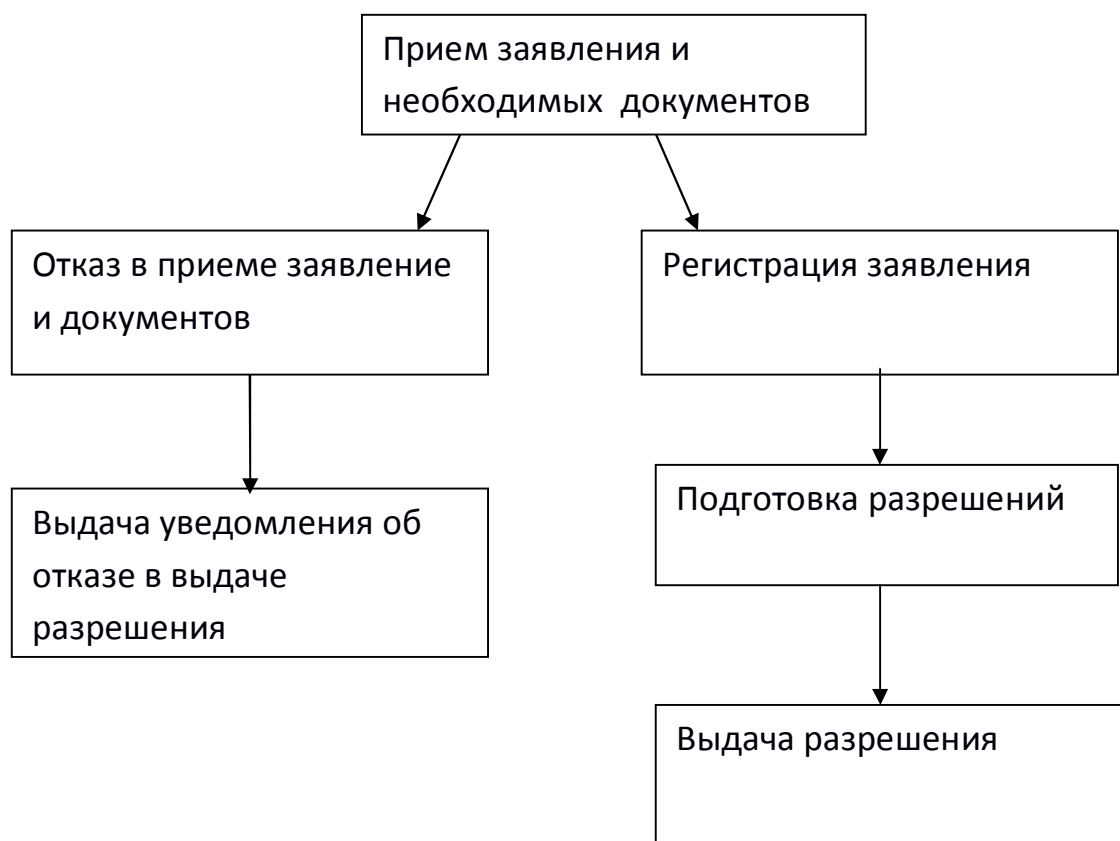 Прием заявления и
необходимых документов
Отказ в приеме заявление
и документов
Регистрация заявления
Выдача уведомления об
отказе в выдаче
разрешения
Подготовка разрешений
Выдача разрешения